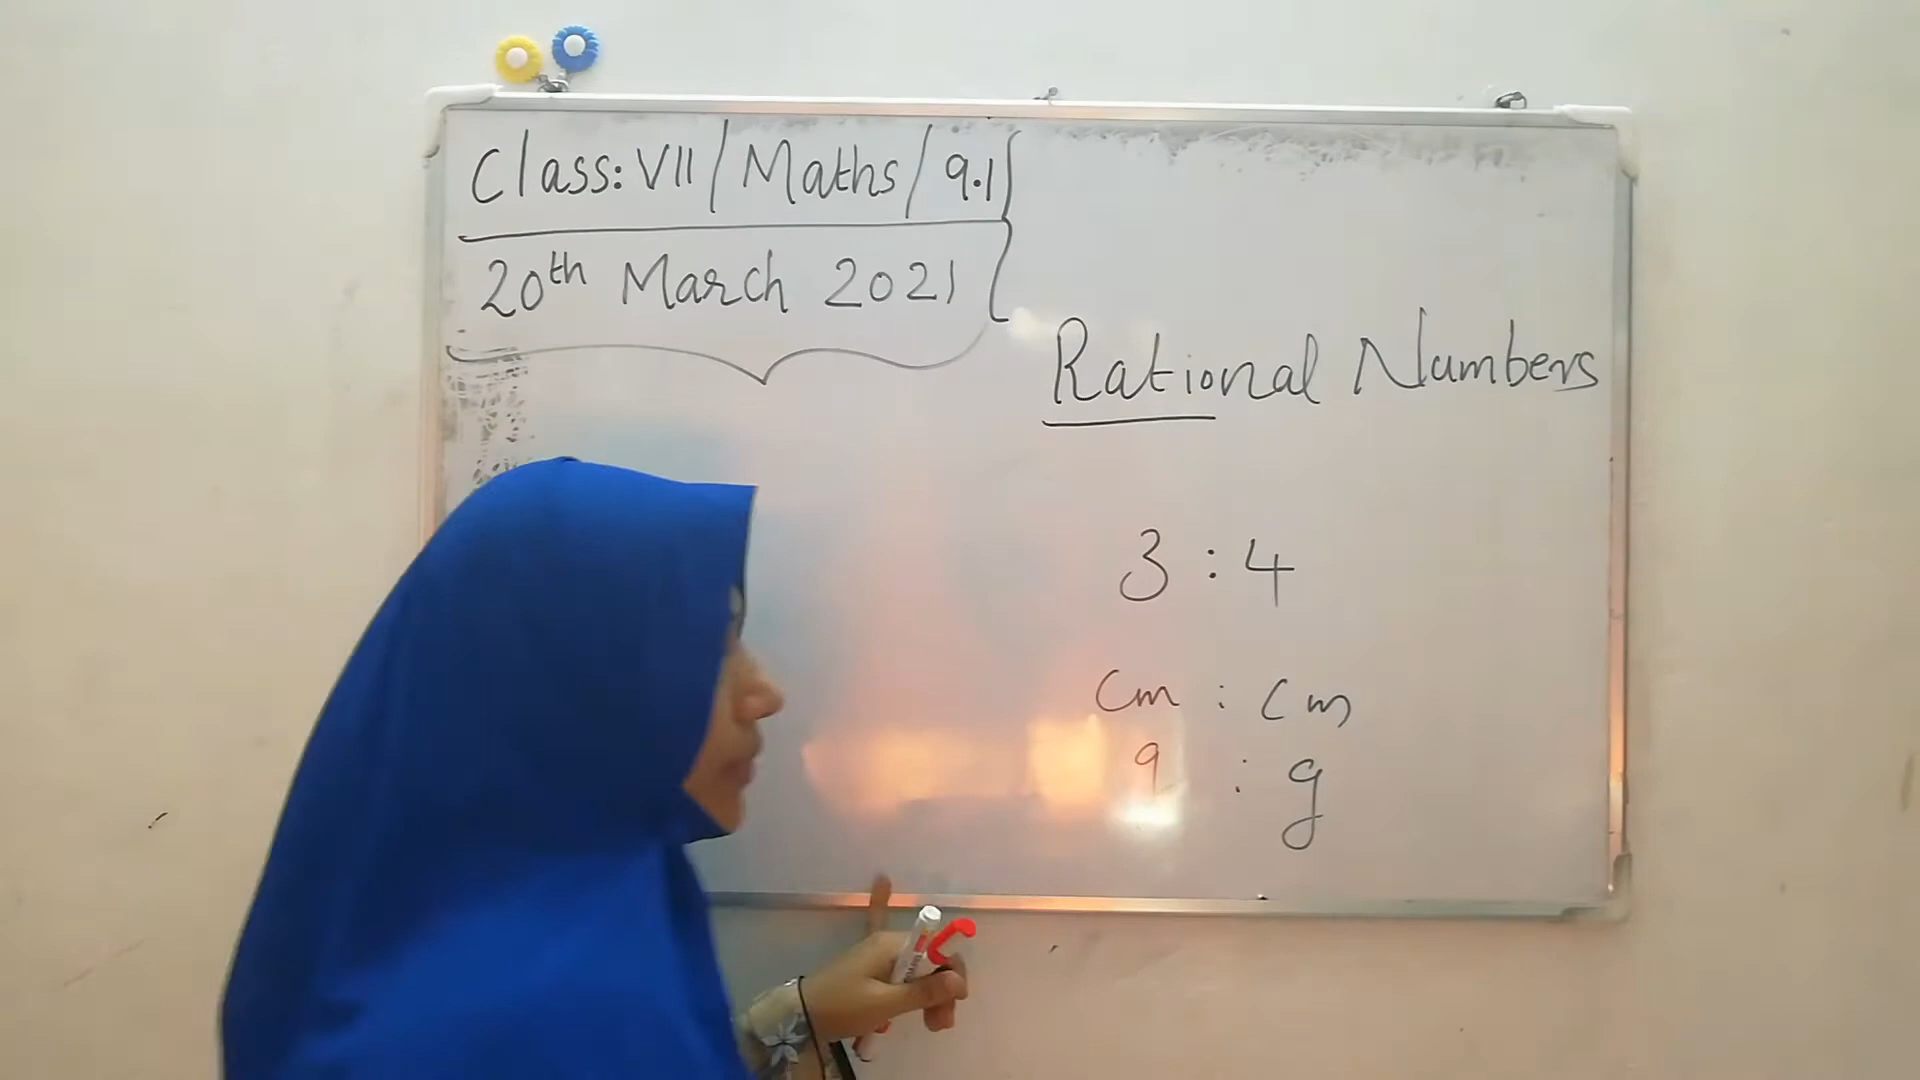 Class: VII / Maths / 9.1
20th March 2021
Rational Numbers
3 : 4
cm : cm
g : g